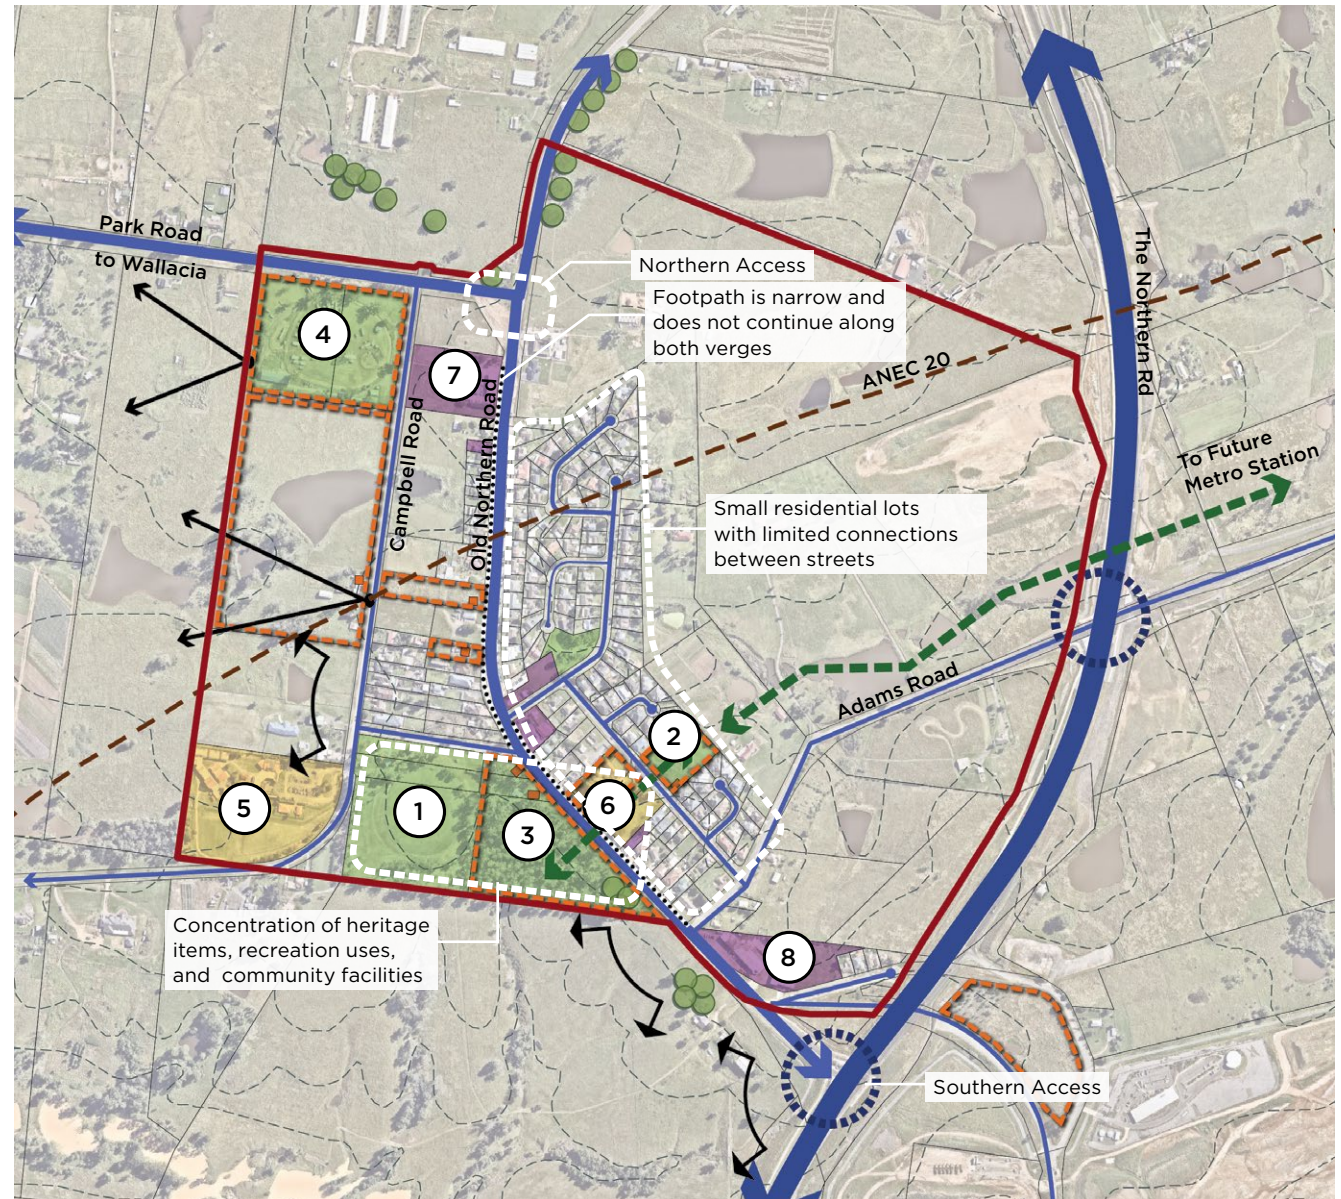 Park Road
to Wallacia
Northern Access
Footpath is narrow and
does not continue along
both verges
The Northern Rd
4
7
ANEC 20
Campbell Road
Old Northern Road
To Future
Metro Station
Small residential lots
with limited connections
between streets
Adams Road
2
5
1
6
3
Concentration of heritage
items, recreation uses,
and community facilities
8
Southern Access